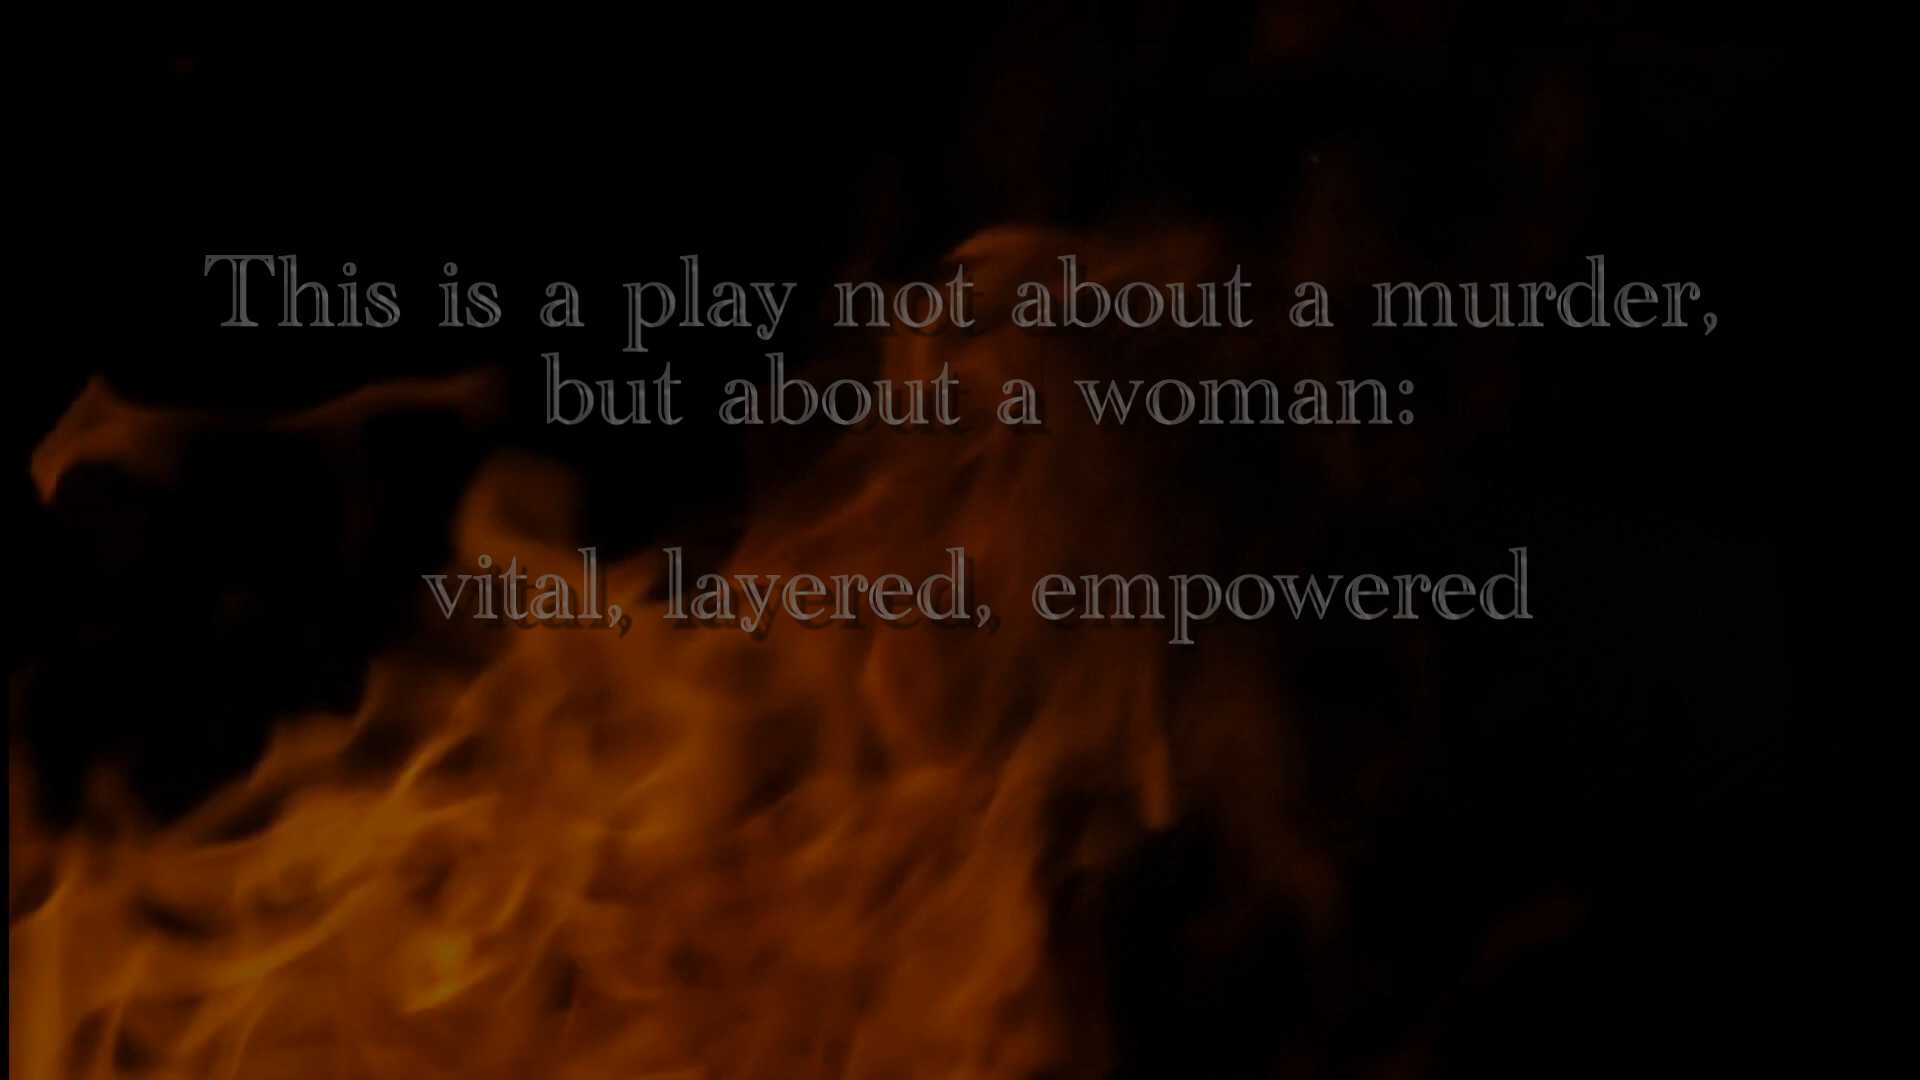 This is a play not about a murder,
but about a woman:
vital, layered, empowered